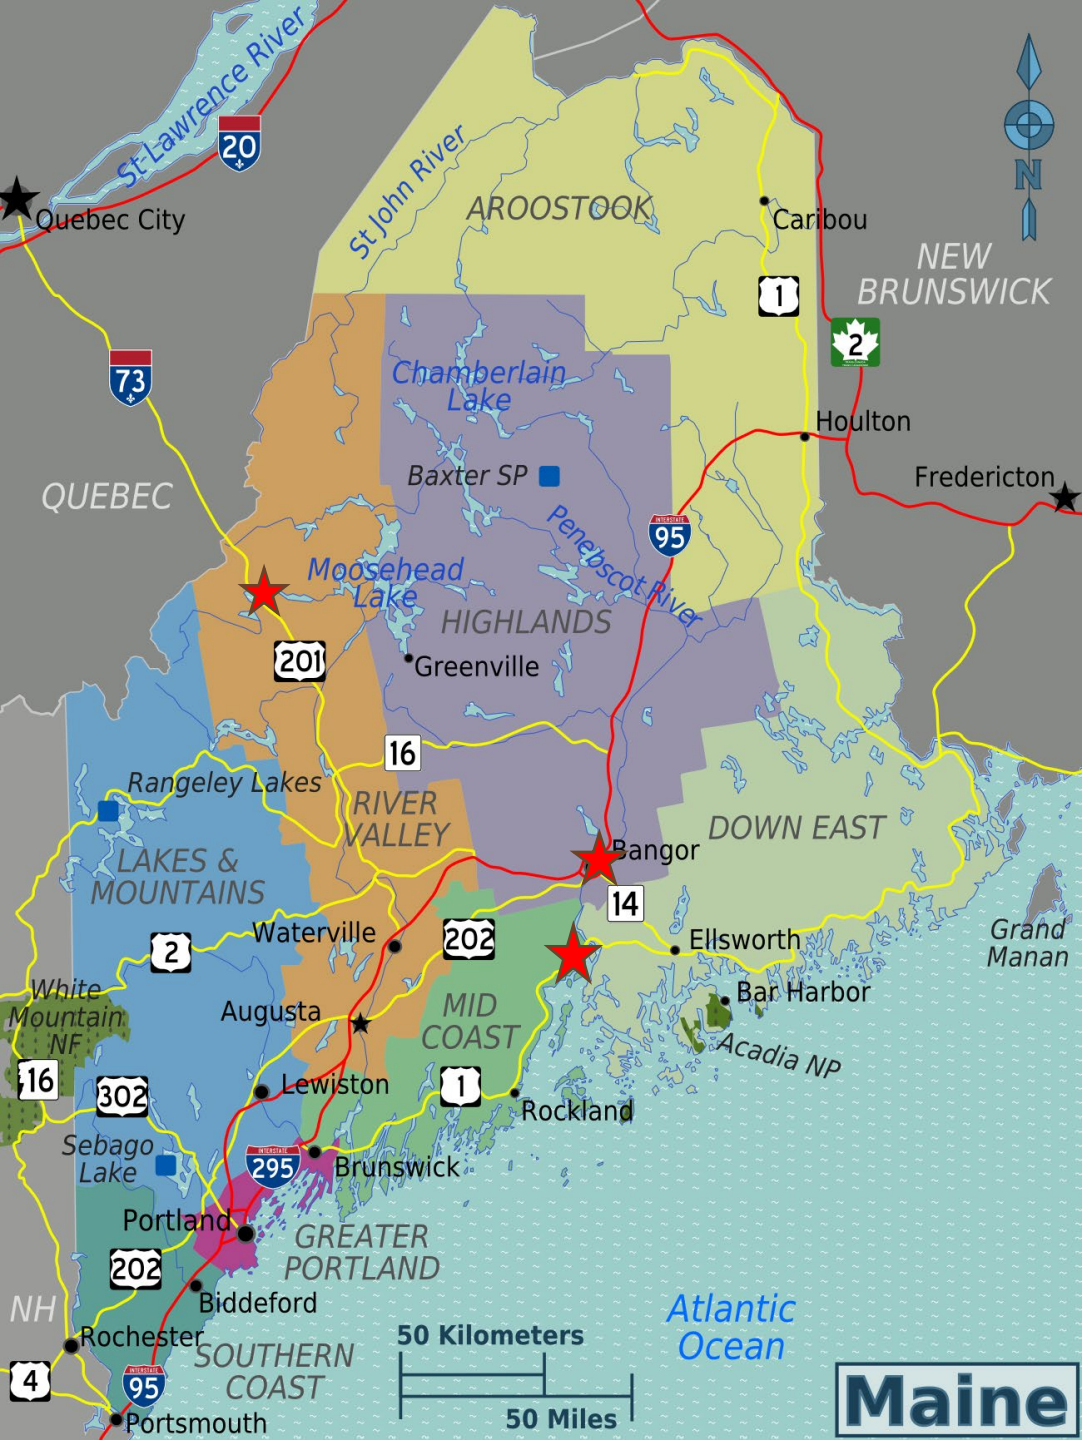 St-Lawrence River
20
Quebec City
St John River
AROOSTOOK
N
Caribou
NEW
BRUNSWICK
1
2
73
Chamberlain
Lake
Houlton
QUEBEC
Baxter SP
Fredericton
INTERSTATE
95
Penebscot River
Moosehead
Lake
HIGHLANDS
201
Greenville
16
Rangeley Lakes
RIVER
VALLEY
DOWN EAST
LAKES &
MOUNTAINS
Bangor
14
Waterville
202
Ellsworth
Grand
Manan
2
White
Mountain
NF
Augusta
MID
COAST
Bar Harbor
Acadia NP
16
302
Lewiston
1
Rockland
Sebago
Lake
INTERSTATE
295
Brunswick
Portland
GREATER
PORTLAND
202
NH
Biddeford
Atlantic
Ocean
Rochester
SOUTHERN
COAST
50 Kilometers
50 Miles
4
INTERSTATE
95
Portsmouth
Maine